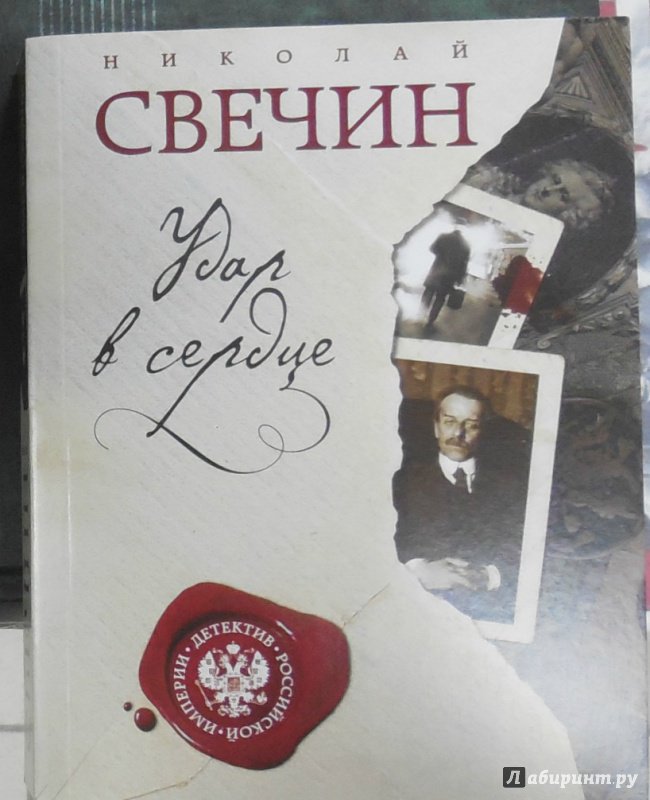 НИКОЛАЙ
СВЕЧИН
Удар
в сердце
ДЕТЕКТИВ • РОССИЙСКОЙ • ИМПЕРИИ •
Лабиринт.ру